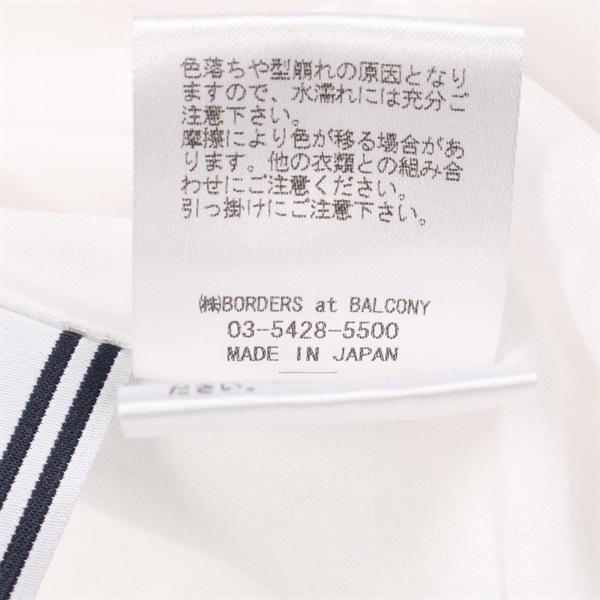 色落ちや型崩れの原因となり
ますので、水濡れには充分ご
注意下さい。
摩擦により色が移る場合があ
ります。他の衣類との組み合
わせにご注意ください。
引っ掛けにご注意下さい。
㈱BORDERS at BALCONY
03-5428-5500
MADE IN JAPAN
ださい。